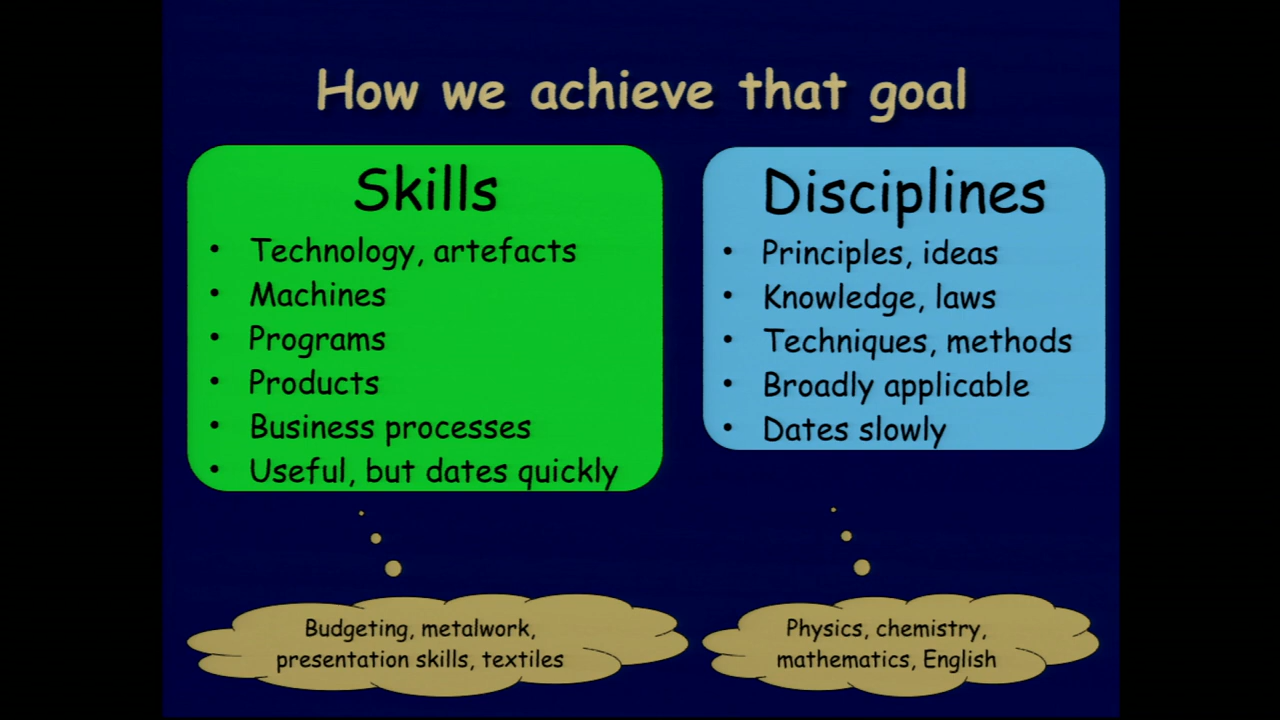 How we achieve that goal
Skills
• Technology, artefacts
• Machines
• Programs
• Products
• Business processes
• Useful, but dates quickly
Disciplines
• Principles, ideas
• Knowledge, laws
• Techniques, methods
• Broadly applicable
• Dates slowly
Budgeting, metalwork,
presentation skills, textiles
Physics, chemistry,
mathematics, English